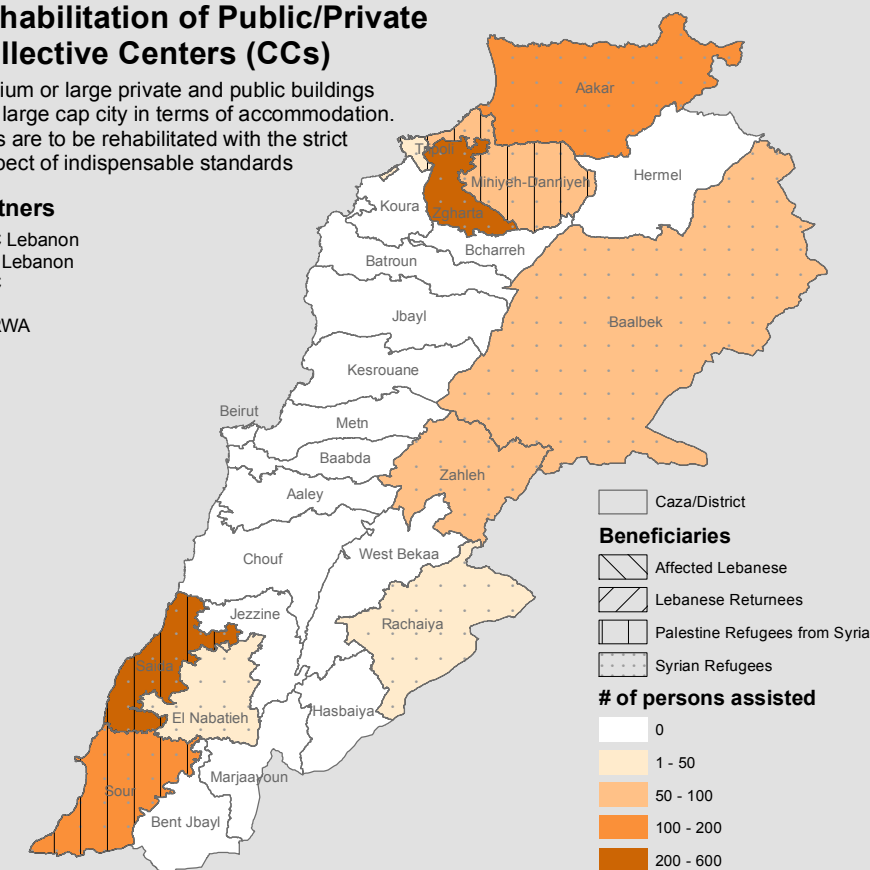 habilitation of Public/Private
llective Centers (CCs)
ium or large private and public buildings
large cap city in terms of accommodation.
s are to be rehabilitated with the strict
pect of indispensable standards
tners
Lebanon
Lebanon
RWA
Aakar
Tripoli
Miniyeh-Danniyeh
Hermel
Koura
Zgharta
Bcharreh
Batroun
Jbayl
Baalbek
Kesrouane
Beirut
Metn
Baabda
Zahleh
Aaley
Chouf
West Bekaa
Jezzine
Rachaiya
Saida
El Nabatieh
Hasbaiya
Marjaayoun
Sour
Bent Jbayl
Caza/District
Beneficiaries
Affected Lebanese
Lebanese Returnees
Palestine Refugees from Syria
Syrian Refugees
# of persons assisted
0
1 - 50
50 - 100
100 - 200
200 - 600